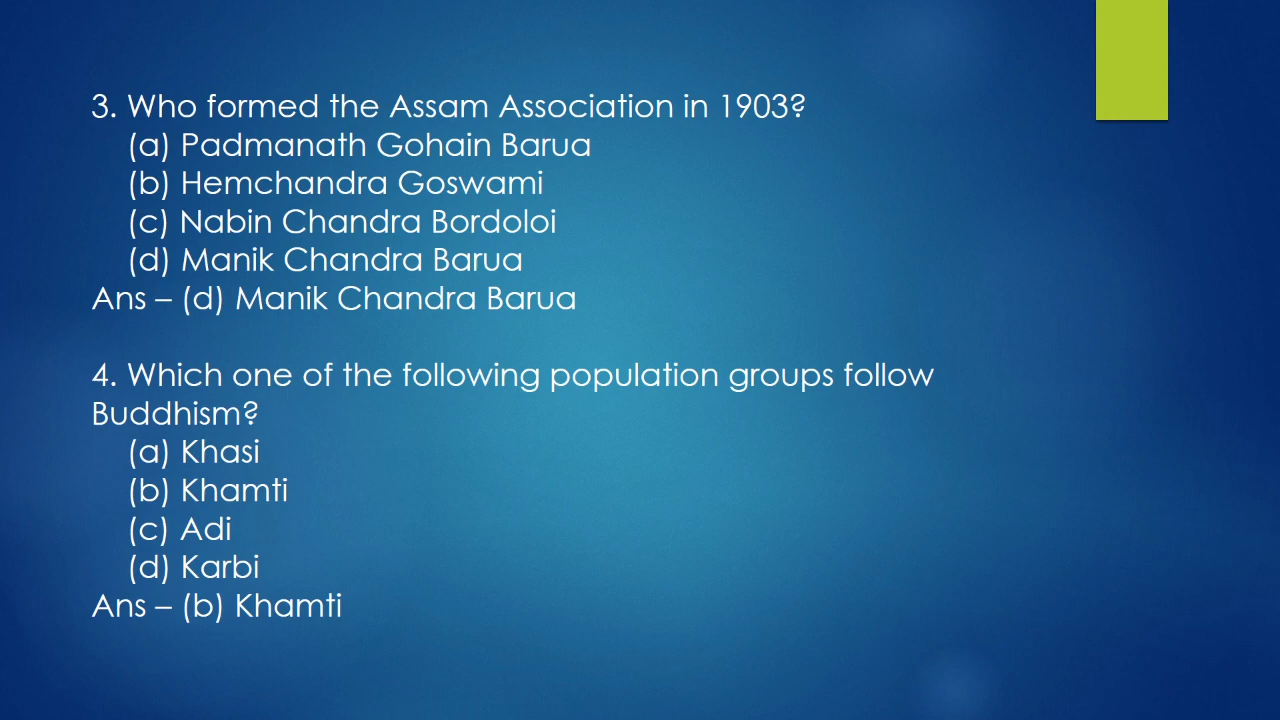 3. Who formed the Assam Association in 1903?
(a) Padmanath Gohain Barua
(b) Hemchandra Goswami
(c) Nabin Chandra Bordoloi
(d) Manik Chandra Barua
Ans – (d) Manik Chandra Barua
4. Which one of the following population groups follow
Buddhism?
(a) Khasi
(b) Khamti
(c) Adi
(d) Karbi
Ans – (b) Khamti